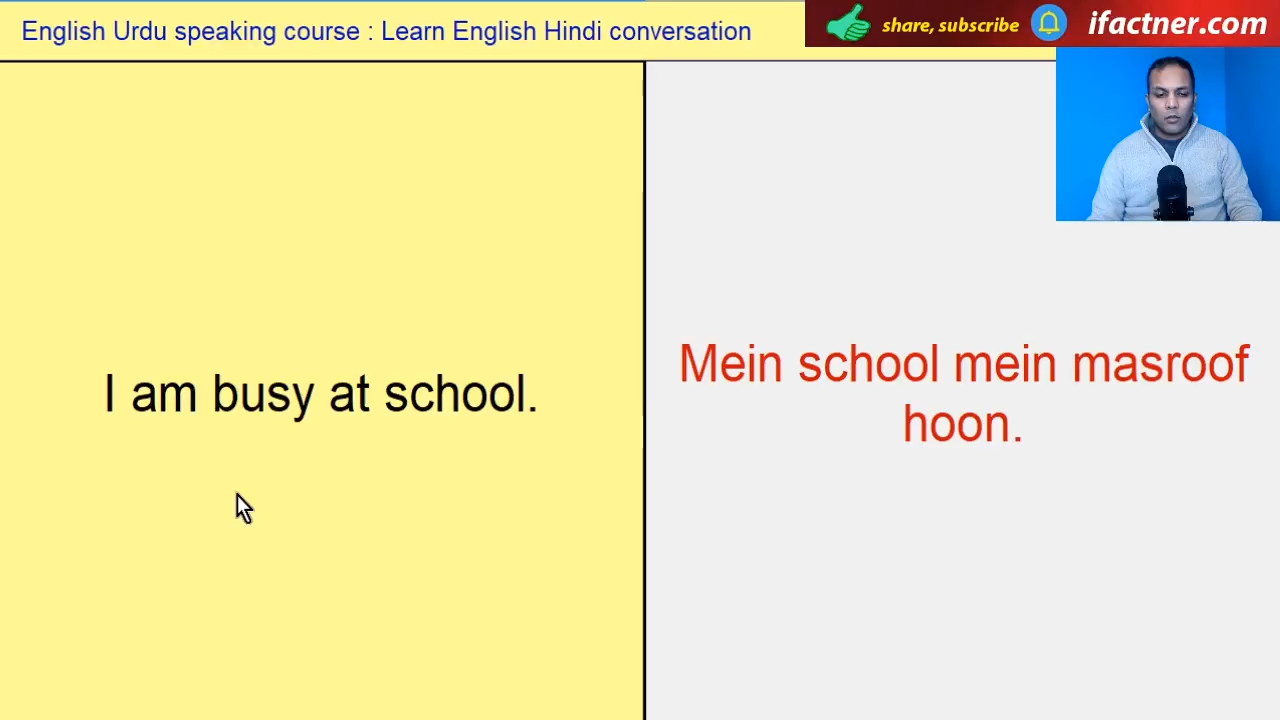 English Urdu speaking course : Learn English Hindi conversation
share, subscribe
ifactner.com
I am busy at school.
Mein school mein masroof
hoon.